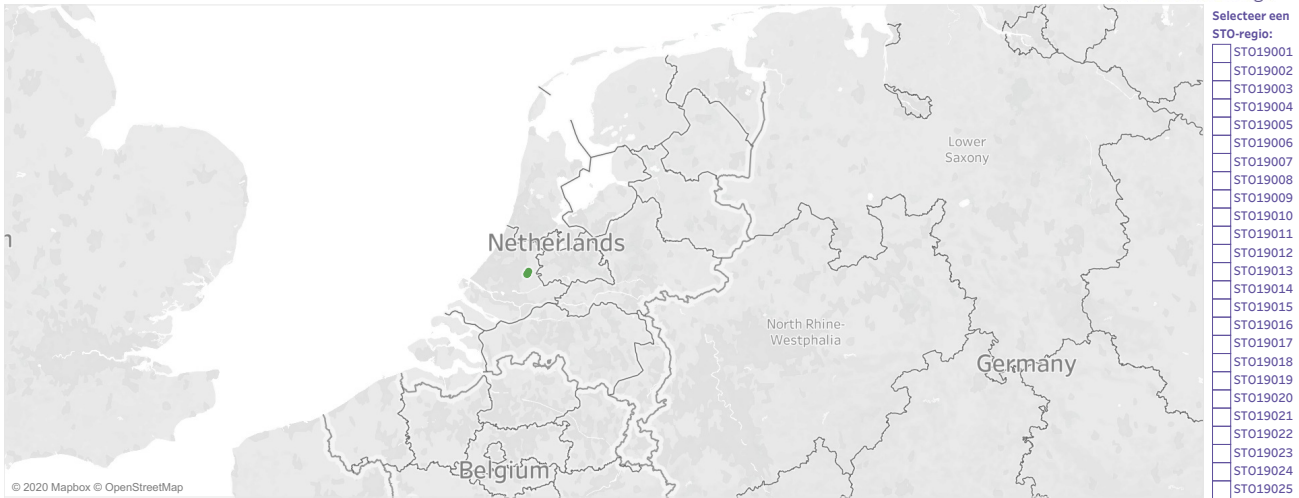 Selecteer een
STO-regio:
STO19001
STO19002
STO19003
STO19004
STO19005
STO19006
STO19007
STO19008
STO19009
STO19010
STO19011
STO19012
STO19013
STO19014
STO19015
STO19016
STO19017
STO19018
STO19019
STO19020
STO19021
STO19022
STO19023
STO19024
STO19025
Lower
Saxony
Netherlands
North Rhine-
Westphalia
Germany
Belgium
© 2020 Mapbox © OpenStreetMap